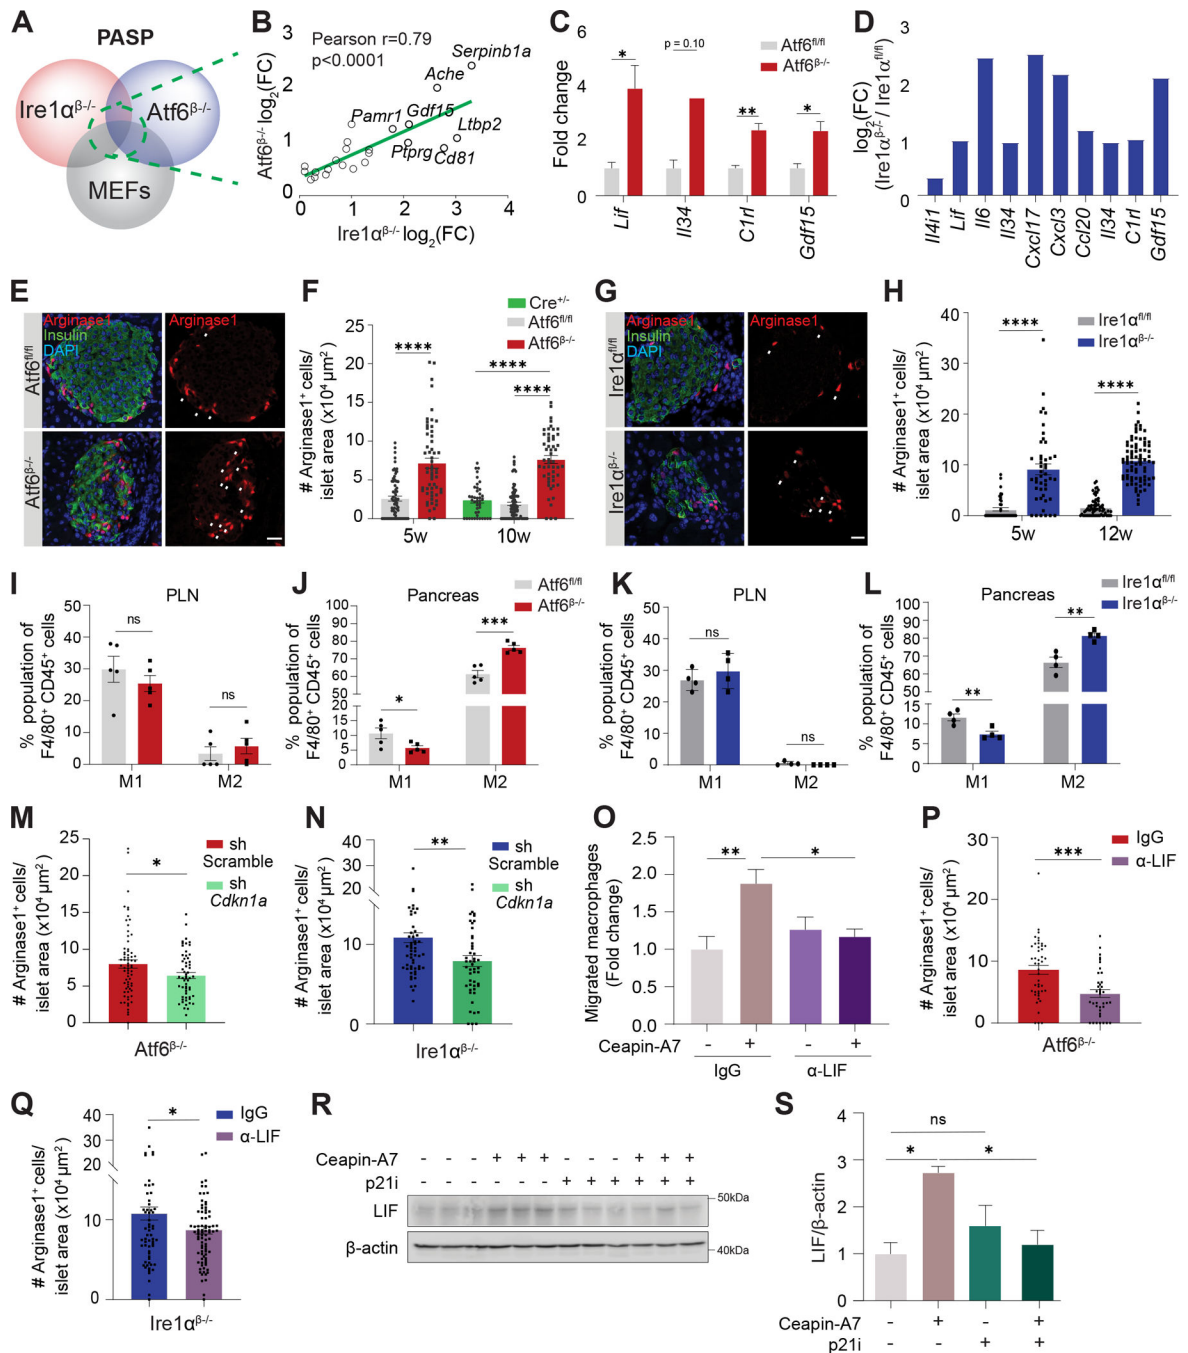 A
PASP
Ire1αβ-/-
Atf6β-/-
MEFs
B
Pearson r=0.79
p<0.0001
Serpinb1a
Ache
Pamr1
Gdf15
Ltbp2
Ptprg
Cd81
Atf6β-/- log2(FC)
3
2
1
0
0 1 2 3 4
Ire1αβ-/- log2(FC)
C
Atf6fl/fl
Atf6β-/-
Fold change
6
4
2
0
*
p = 0.10
**
*
Lif
Il34
C1rl
Gdf15
D
log2(FC)
(Ire1αβ-/- / Ire1αfl/fl)
3
2
1
0
Il4i1
Lif
Il6
Il34
Cxcl17
Cxcl3
Ccl20
Il34
C1rl
Gdf15
E
Atf6fl/fl
Atf6β-/-
Arginase1
Insulin
DAPI
Arginase1
F
Cre+/-
Atf6fl/fl
Atf6β-/-
# Arginase1+ cells/
islet area (x10⁴ µm²)
25
20
15
10
5
0
****
****
****
5w 10w
G
Ire1αfl/fl
Ire1αβ-/-
Arginase1
Insulin
DAPI
Arginase1
H
Ire1αfl/fl
Ire1αβ-/-
# Arginase1+ cells/
islet area (x10⁴ µm²)
40
30
20
10
0
****
****
5w 12w
I
PLN
% population of
F4/80+ CD45+ cells
50
40
30
20
10
0
ns
ns
M1 M2
J
Atf6fl/fl
Atf6β-/-
Pancreas
% population of
F4/80+ CD45+ cells
100
90
80
70
60
50
20
15
10
5
0
*
***
M1 M2
K
PLN
% population of
F4/80+ CD45+ cells
50
40
30
20
10
0
ns
ns
M1 M2
L
Ire1αfl/fl
Ire1αβ-/-
Pancreas
% population of
F4/80+ CD45+ cells
100
90
80
70
60
50
20
15
10
5
0
**
**
M1 M2
M
sh
Scramble
sh
Cdkn1a
# Arginase1+ cells/
islet area (x10⁴ µm²)
25
20
15
10
5
0
*
Atf6β-/-
N
sh
Scramble
sh
Cdkn1a
# Arginase1+ cells/
islet area (x10⁴ µm²)
40
30
20
10
0
**
Ire1αβ-/-
O
Migrated macrophages
(Fold change)
2.5
2.0
1.5
1.0
0.5
0.0
**
*
Ceapin-A7 - + - +
IgG α-LIF
P
IgG
α-LIF
# Arginase1+ cells/
islet area (x10⁴ µm²)
30
20
10
0
***
Atf6β-/-
Q
IgG
α-LIF
# Arginase1+ cells/
islet area (x10⁴ µm²)
40
30
20
10
0
*
Ire1αβ-/-
R
Ceapin-A7 - - - + + + - - - + + +
p21i - - - - - - + + + + + +
LIF
50kDa
β-actin
40kDa
S
LIF/β-actin
4
3
2
1
0
ns
*
*
Ceapin-A7 - + - +
p21i - - + +